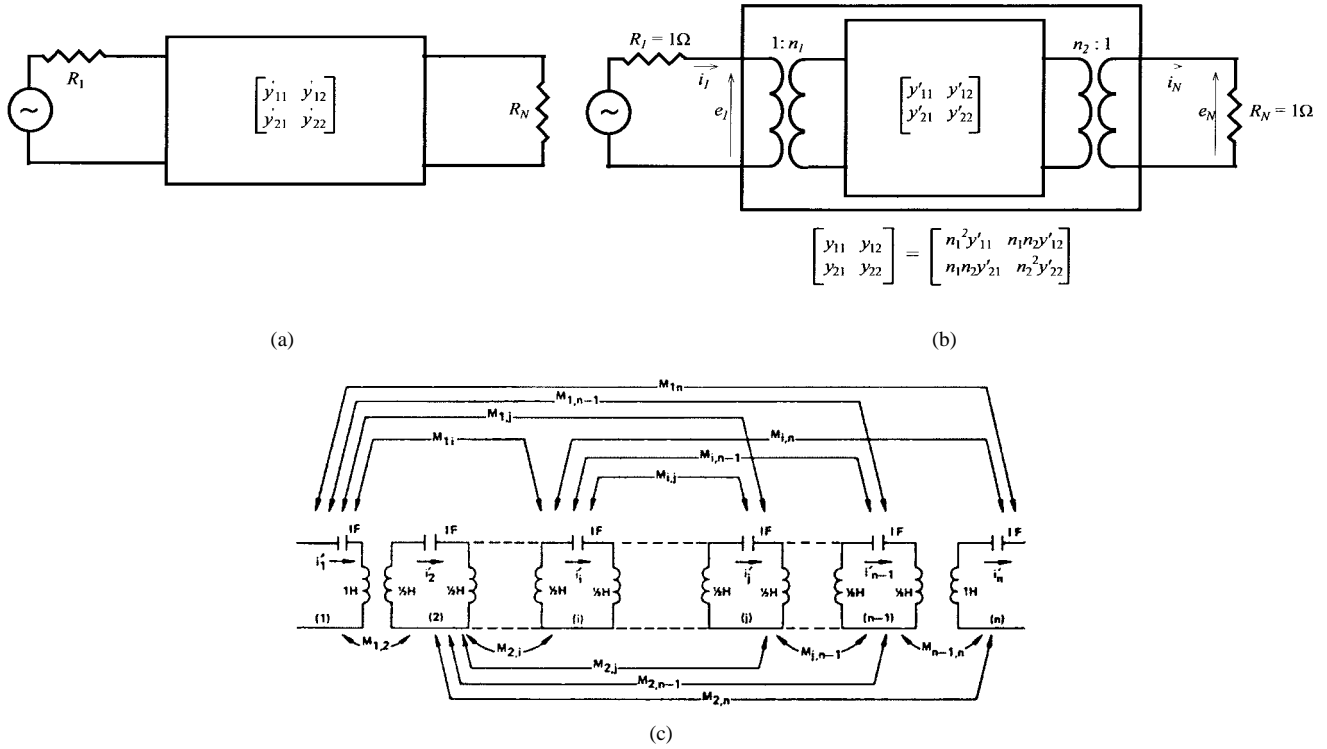 R1
[y'11 y'12
y'21 y'22]
RN
~
(a)
RI = 1Ω
1: nI
n2 : 1
iI
eI
~
[y'11 y'12
y'21 y'22]
iN
eN
RN = 1Ω
[y11 y12
y21 y22] = [n1²y'11 n1n2y'12
n1n2y'21 n2²y'22]
(b)
M1n
M1,n−1
M1,j
M1i
Mi,n
Mi,n−1
Mi,j
1F 1F 1F 1F 1F 1F
i'1 i'2 i'i i'j i'n−1 i'n
1H ½H ½H ½H ½H ½H ½H ½H ½H 1H
(1) (2) (i) (j) (n−1) (n)
M1,2 M2,i Mj,n−1 Mn−1,n
M2,j
M2,n−1
M2,n
(c)